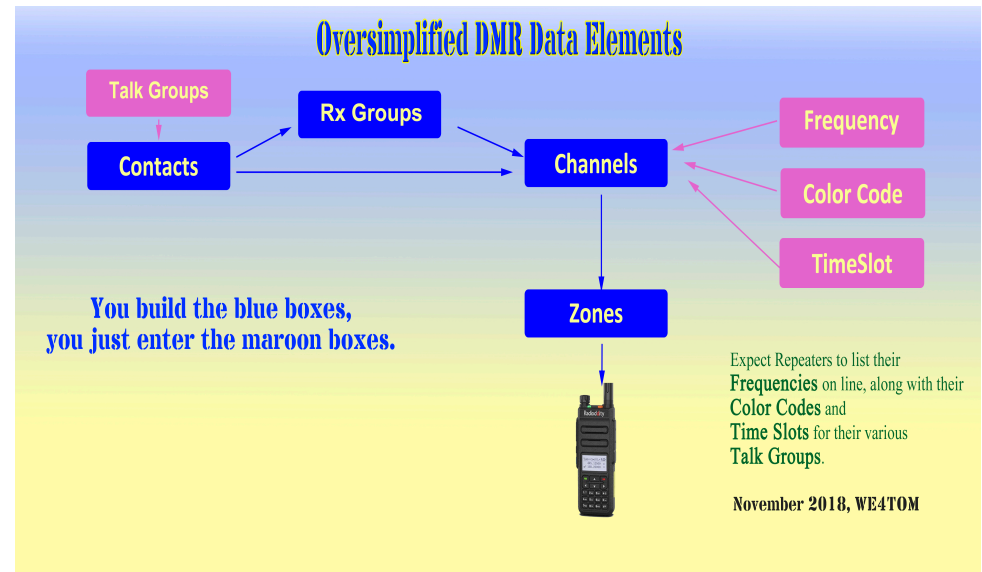 Oversimplified DMR Data Elements
Talk Groups
Contacts
Rx Groups
Channels
Frequency
Color Code
TimeSlot
Zones
You build the blue boxes,
you just enter the maroon boxes.
Expect Repeaters to list their
Frequencies on line, along with their
Color Codes and
Time Slots for their various
Talk Groups.
November 2018, WE4TOM
Radioddity